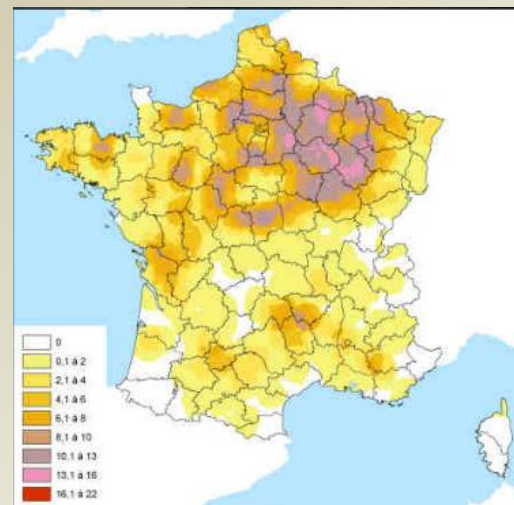 0
0,1 à 2
2,1 à 4
4,1 à 6
6,1 à 8
8,1 à 10
10,1 à 13
13,1 à 16
16,1 à 22